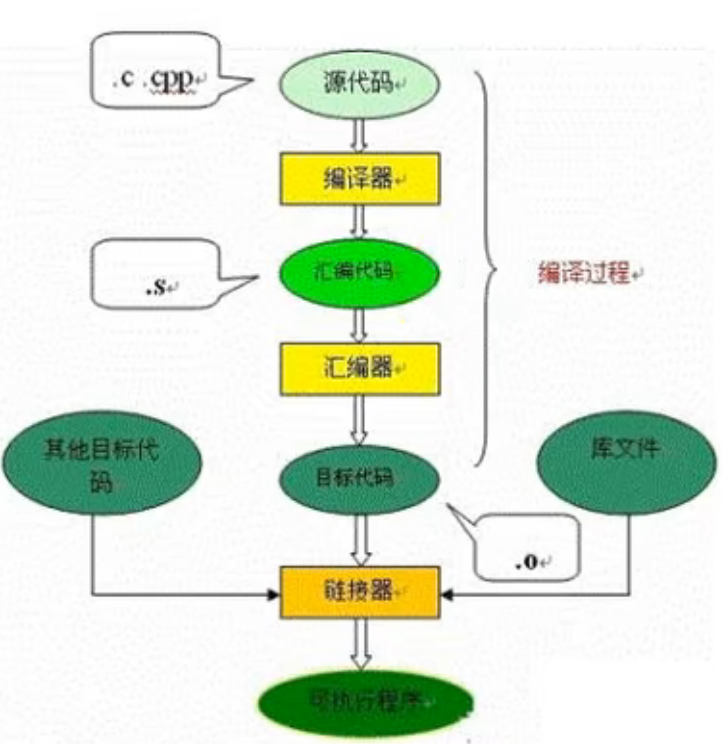 .c .cpp
源代码
编译器
汇编代码
.s
编译过程
汇编器
其他目标代
码
目标代码
库文件
.o
链接器
可执行程序